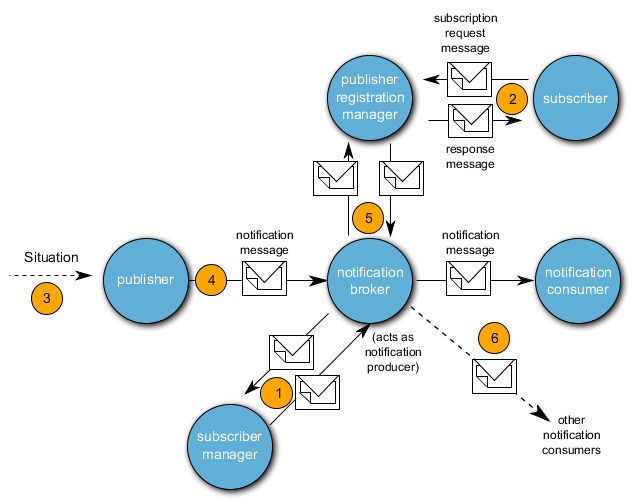 subscription
request
message
publisher
registration
manager
2
subscriber
response
message
5
Situation
3
publisher
4
notification
message
notification
broker
(acts as
notification
producer)
notification
message
notification
consumer
6
1
subscriber
manager
other
notification
consumers